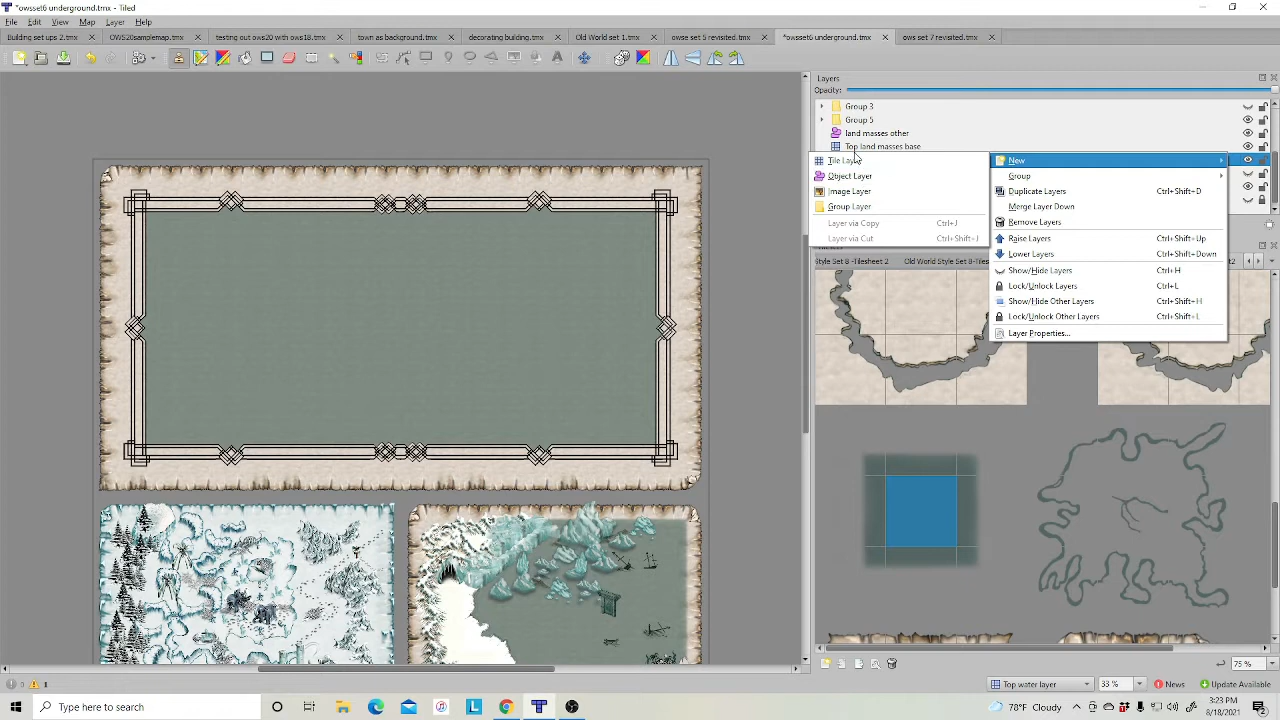 *owsset6 underground.tmx - Tiled
File Edit View Map Layer Help
Building set ups 2.tmx OWS20samplemap.tmx testing out ows20 with ows18.tmx town as background.tmx decorating building.tmx Old World set 1.tmx owse set 5 revisited.tmx *owsset6 underground.tmx ows set 7 revisited.tmx
Layers
Opacity:
Group 3
Group 5
land masses other
Top land masses base
Tile Layer
Object Layer
Image Layer
Group Layer
Layer via Copy Ctrl+J
Layer via Cut Ctrl+Shift+J
New
Group
Duplicate Layers Ctrl+Shift+D
Merge Layer Down
Remove Layers
Raise Layers Ctrl+Shift+Up
Lower Layers Ctrl+Shift+Down
Show/Hide Layers Ctrl+H
Lock/Unlock Layers Ctrl+L
Show/Hide Other Layers Ctrl+Shift+H
Lock/Unlock Other Layers Ctrl+Shift+L
Layer Properties...
Style Set 8 -Tilesheet 2 Old World Style Set 8-Tiles
75 %
0 1 Top water layer 33 % News Update Available
Type here to search 78°F Cloudy 3:23 PM
8/18/2021